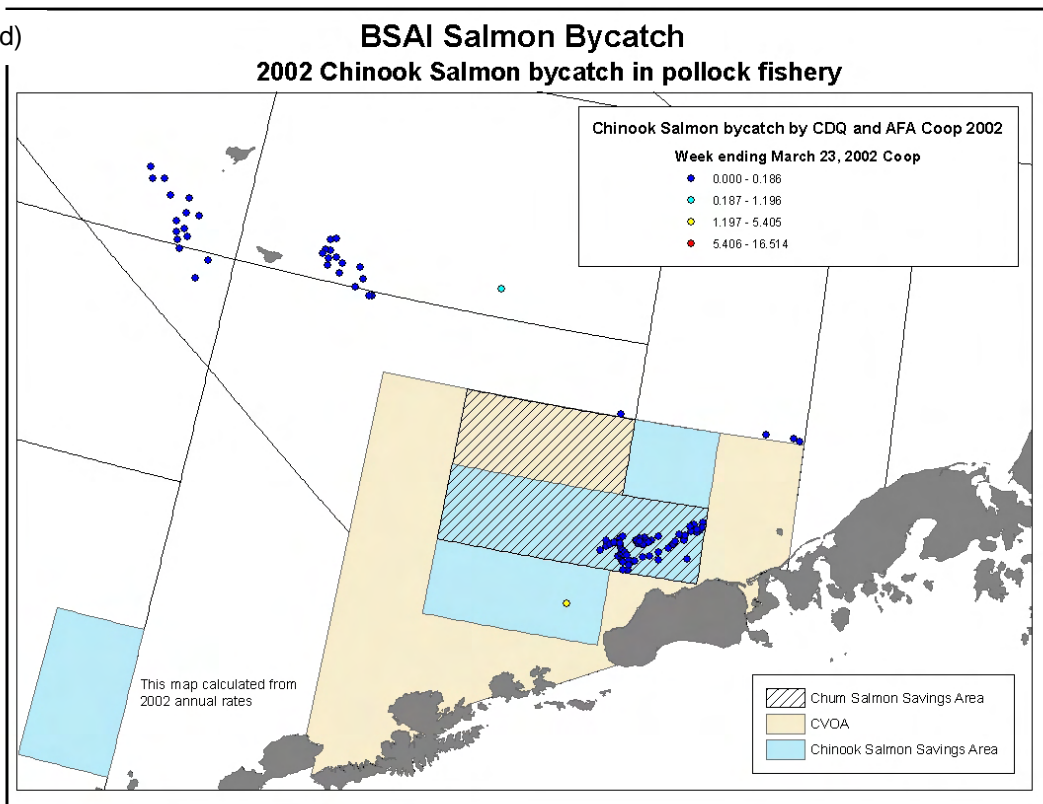 d)
BSAI Salmon Bycatch
2002 Chinook Salmon bycatch in pollock fishery
Chinook Salmon bycatch by CDQ and AFA Coop 2002
Week ending March 23, 2002 Coop
0.000 - 0.186
0.187 - 1.196
1.197 - 5.405
5.406 - 16.514
This map calculated from
2002 annual rates
Chum Salmon Savings Area
CVOA
Chinook Salmon Savings Area